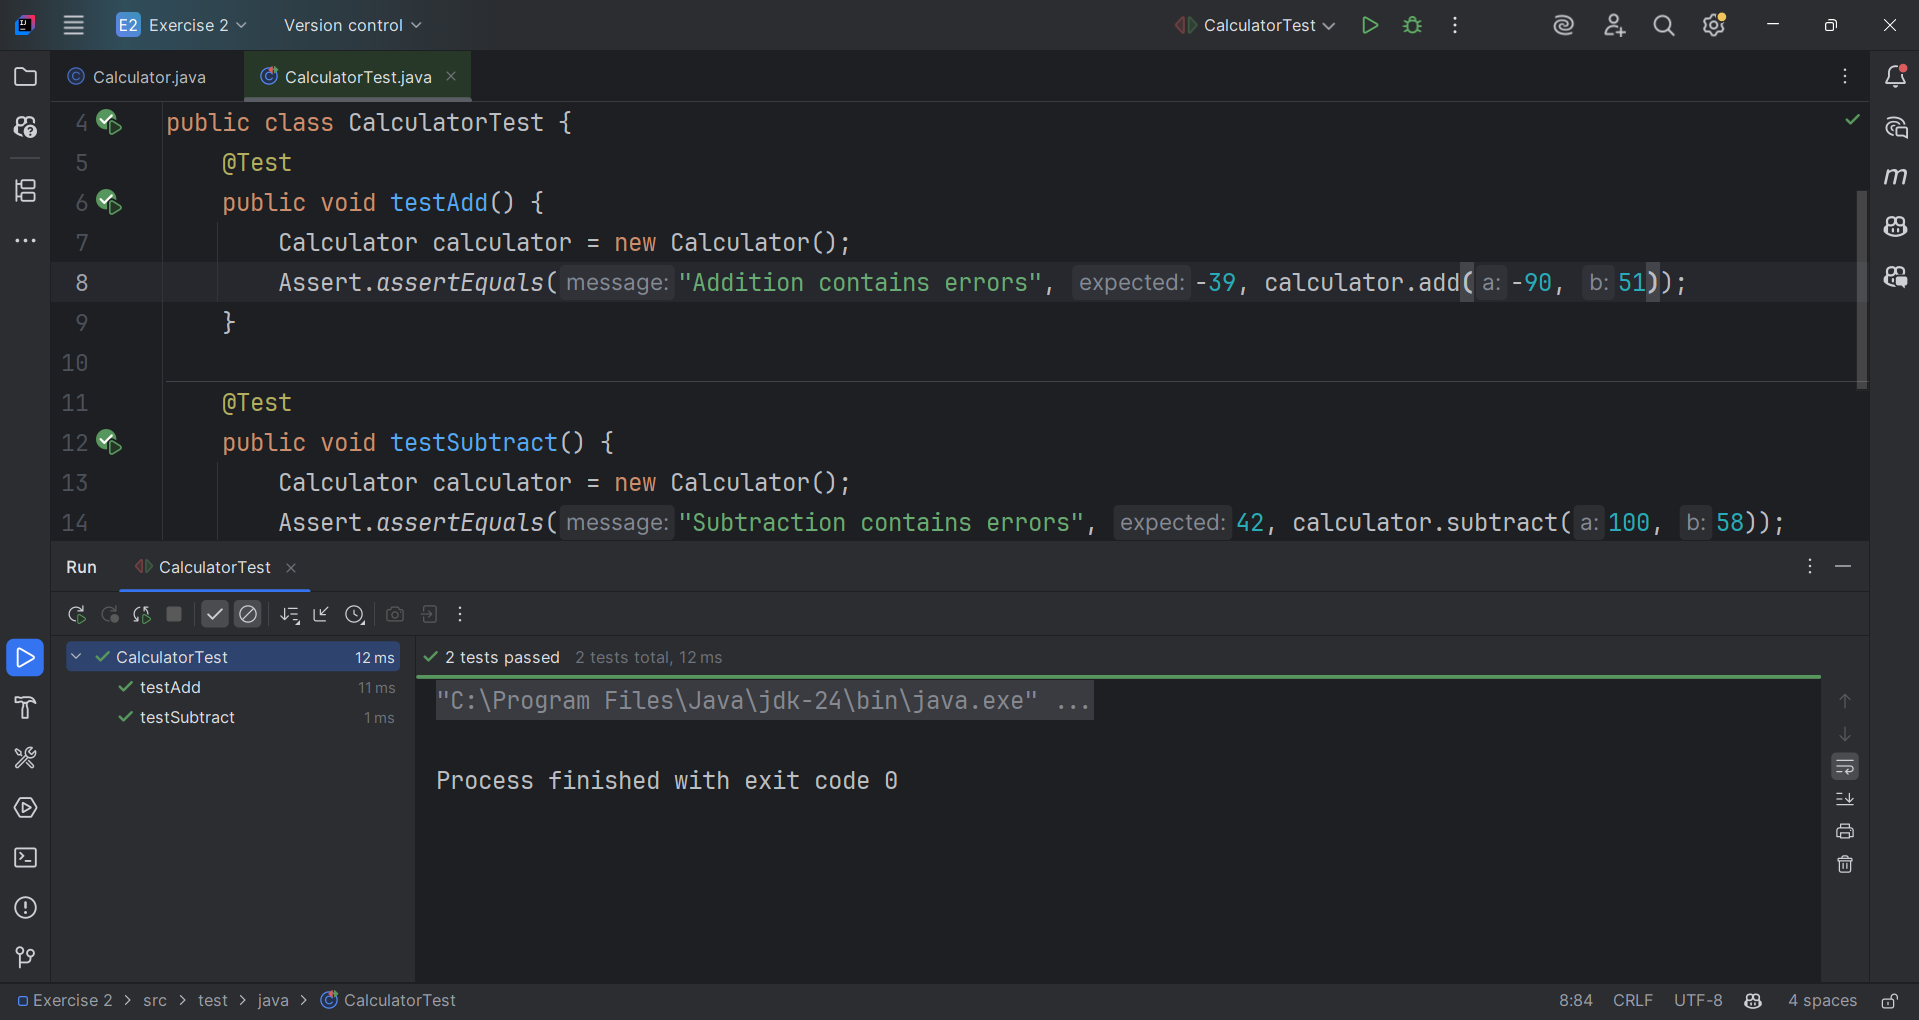 E2 Exercise 2 Version control CalculatorTest
Calculator.java CalculatorTest.java
4 public class CalculatorTest {
5 @Test
6 public void testAdd() {
7 Calculator calculator = new Calculator();
8 Assert.assertEquals( message: "Addition contains errors", expected: -39, calculator.add( a: -90, b: 51));
9 }
10
11 @Test
12 public void testSubtract() {
13 Calculator calculator = new Calculator();
14 Assert.assertEquals( message: "Subtraction contains errors", expected: 42, calculator.subtract( a: 100, b: 58));
Run CalculatorTest
CalculatorTest 12 ms
testAdd 11 ms
testSubtract 1 ms
2 tests passed 2 tests total, 12 ms
"C:\Program Files\Java\jdk-24\bin\java.exe" ...
Process finished with exit code 0
Exercise 2 > src > test > java > CalculatorTest
8:84 CRLF UTF-8 4 spaces